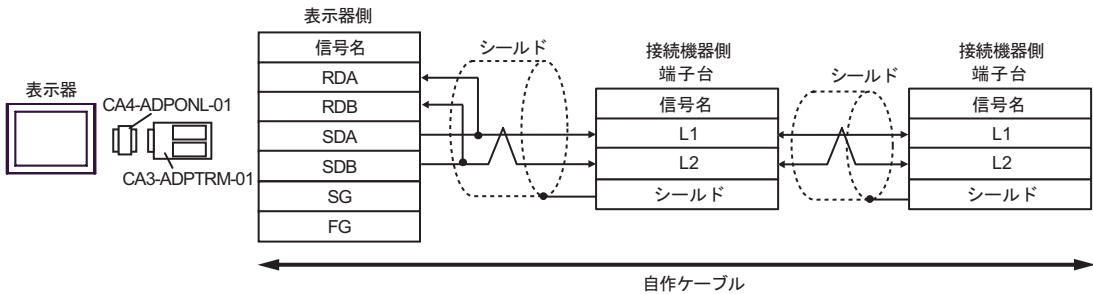 表示器
CA4-ADPONL-01
CA3-ADPTRM-01
表示器側
信号名
RDA
RDB
SDA
SDB
SG
FG
シールド
接続機器側
端子台
信号名
L1
L2
シールド
シールド
接続機器側
端子台
信号名
L1
L2
シールド
自作ケーブル